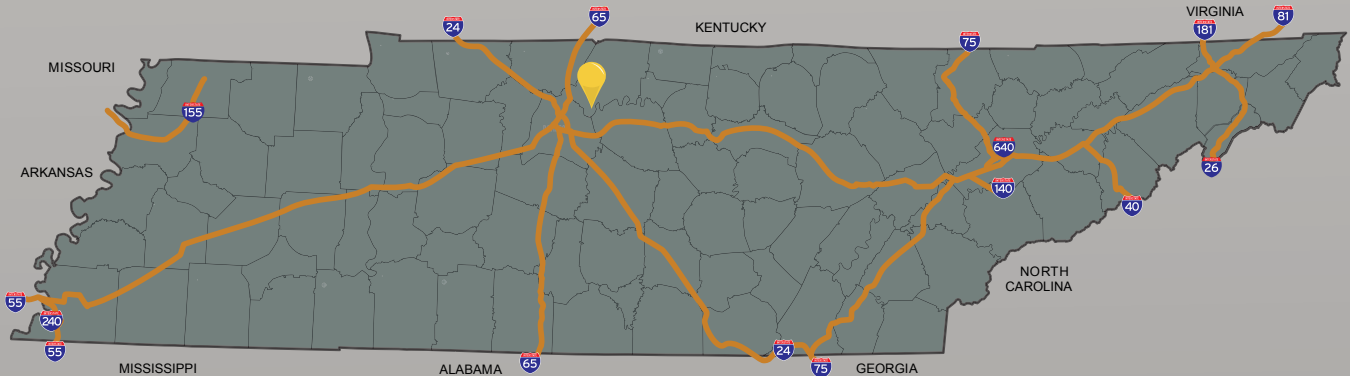 VIRGINIA
81
65
24
181
KENTUCKY
75
MISSOURI
155
640
ARKANSAS
26
140
40
NORTH
CAROLINA
55
240
55
24
65
75
MISSISSIPPI
ALABAMA
GEORGIA